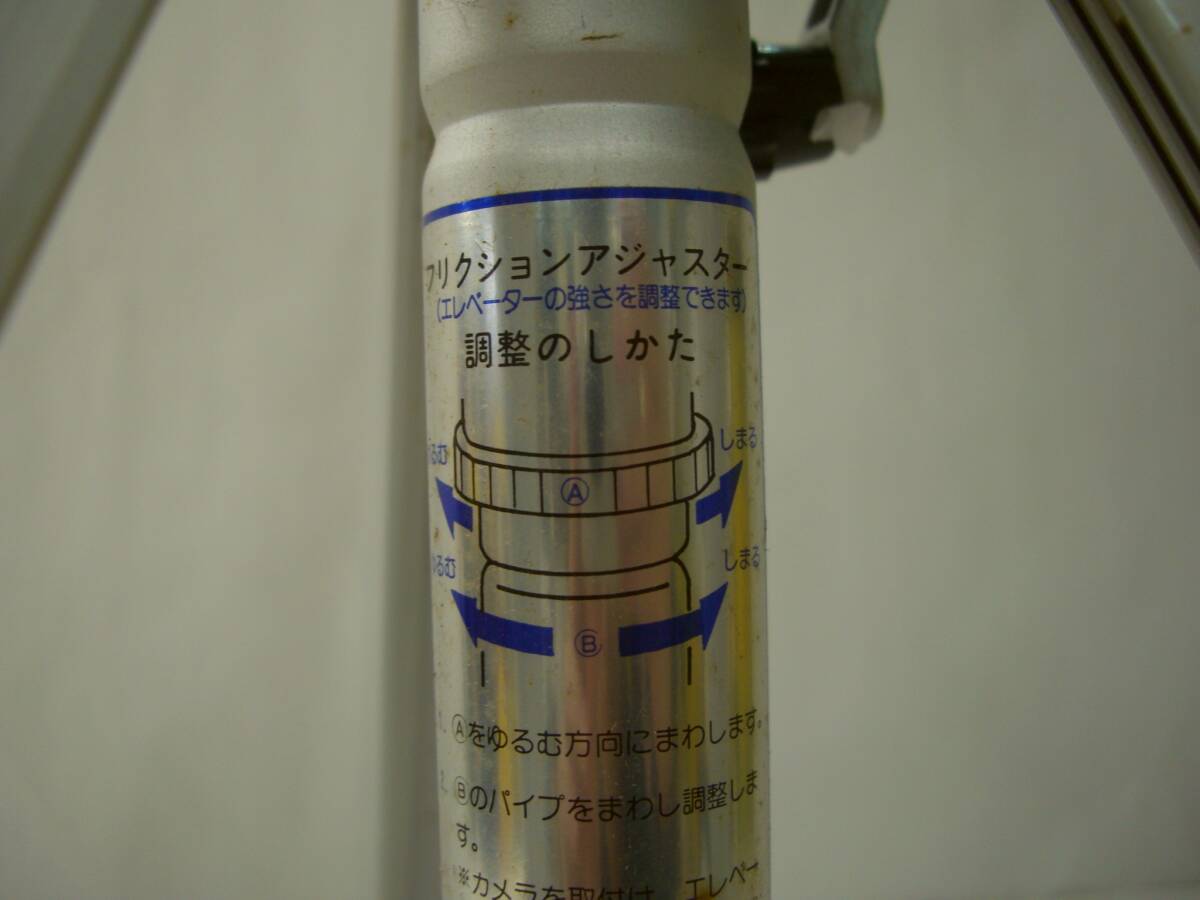 フリクションアジャスター
(エレベーターの強さを調整できます)
調整のしかた
るむ しまる
Ⓐ
ゆるむ しまる
Ⓑ
1. Ⓐをゆるむ方向にまわします。
2. Ⓑのパイプをまわし調整しま
す。
※カメラを取付け、エレベー